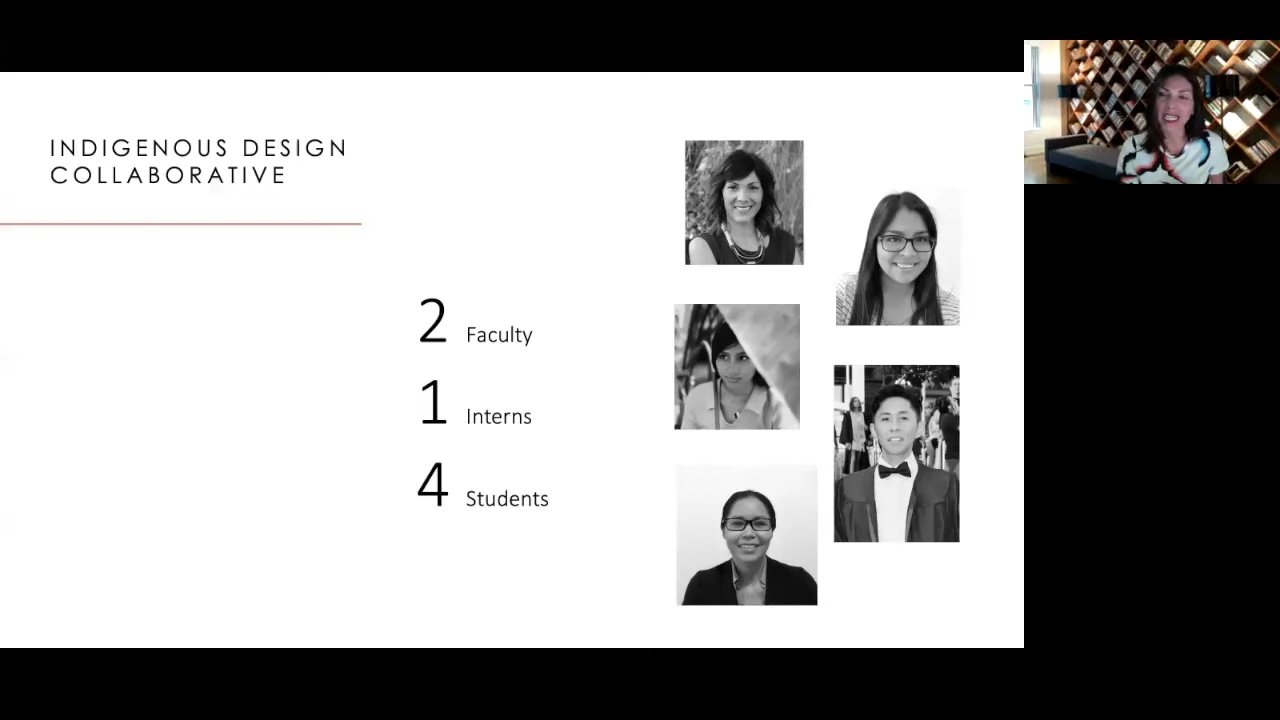 INDIGENOUS DESIGN
COLLABORATIVE
2 Faculty
1 Interns
4 Students